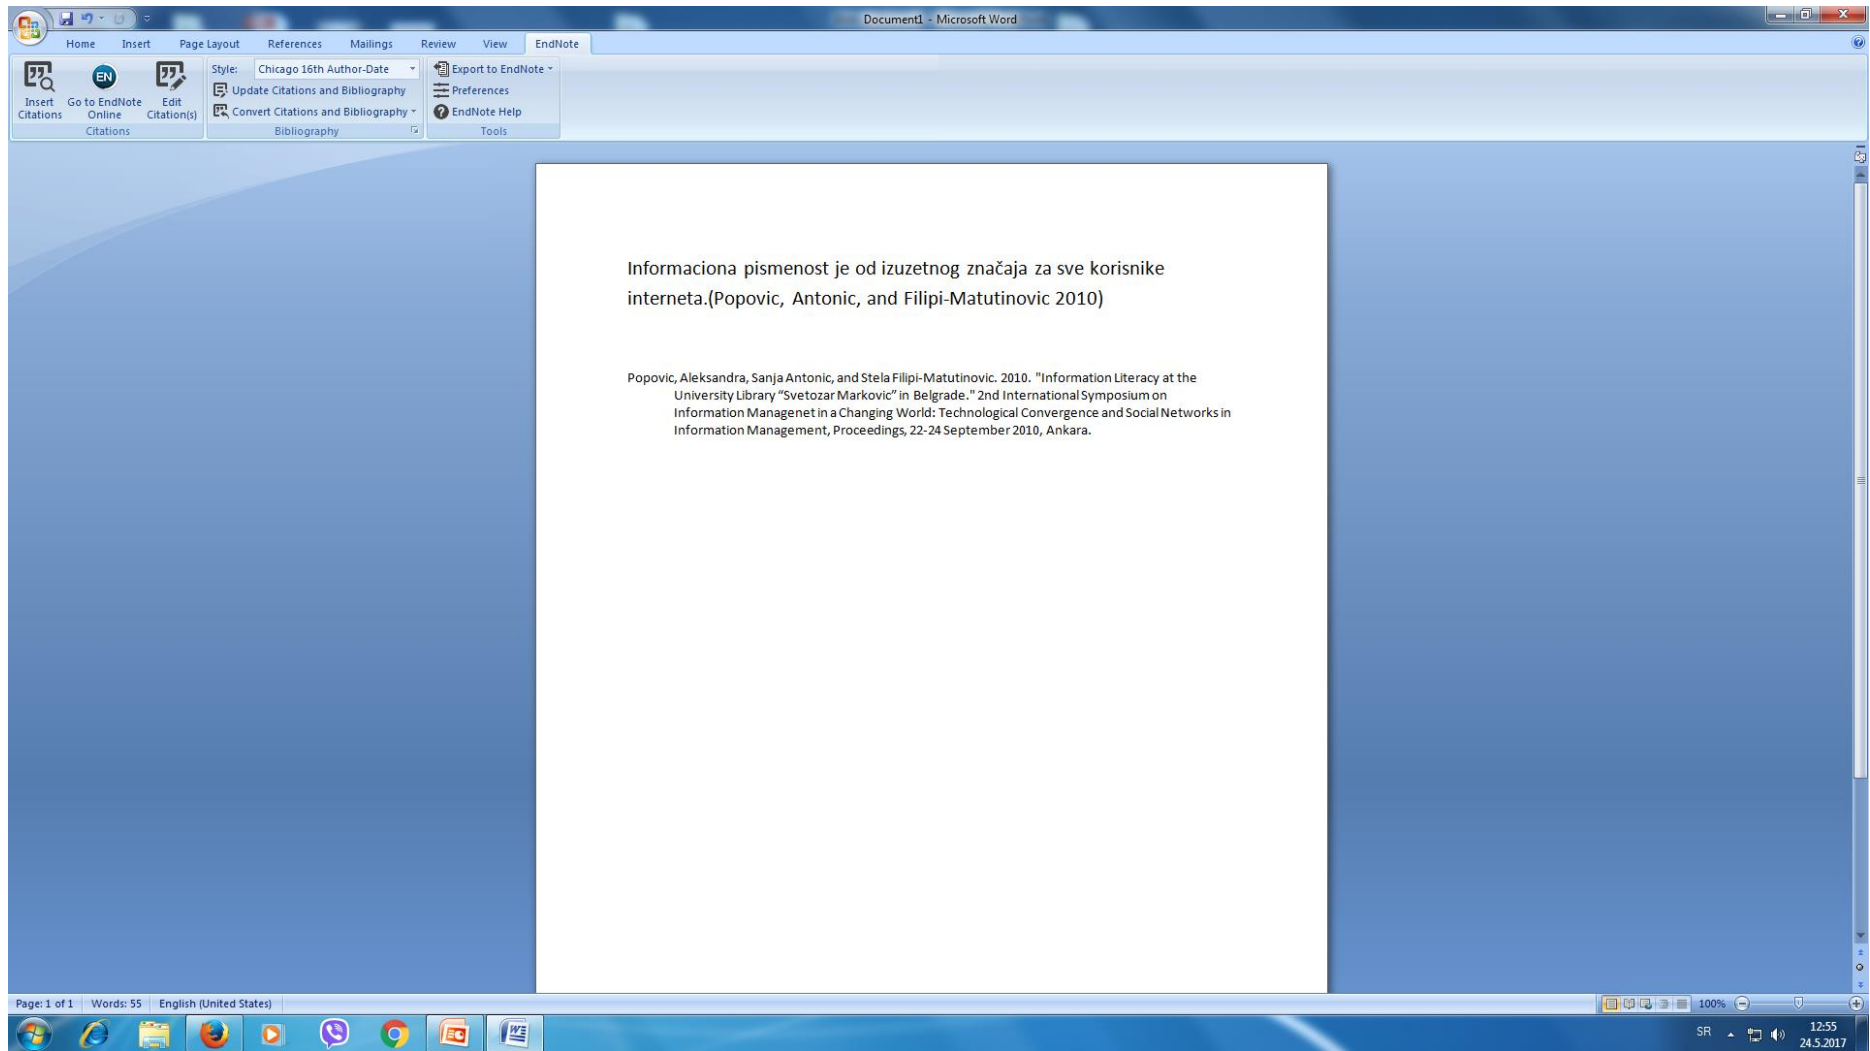 Document1 - Microsoft Word
Home Insert Page Layout References Mailings Review View EndNote
Insert Citations
Go to EndNote Online
Edit Citation(s)
Citations
Style: Chicago 16th Author-Date
Update Citations and Bibliography
Convert Citations and Bibliography
Bibliography
Export to EndNote
Preferences
EndNote Help
Tools
Informaciona pismenost je od izuzetnog značaja za sve korisnike
interneta.(Popovic, Antonic, and Filipi-Matutinovic 2010)
Popovic, Aleksandra, Sanja Antonic, and Stela Filipi-Matutinovic. 2010. "Information Literacy at the
University Library “Svetozar Markovic” in Belgrade." 2nd International Symposium on
Information Managenet in a Changing World: Technological Convergence and Social Networks in
Information Management, Proceedings, 22-24 September 2010, Ankara.
Page: 1 of 1 Words: 55 English (United States) 100%
SR 12:55
24.5.2017